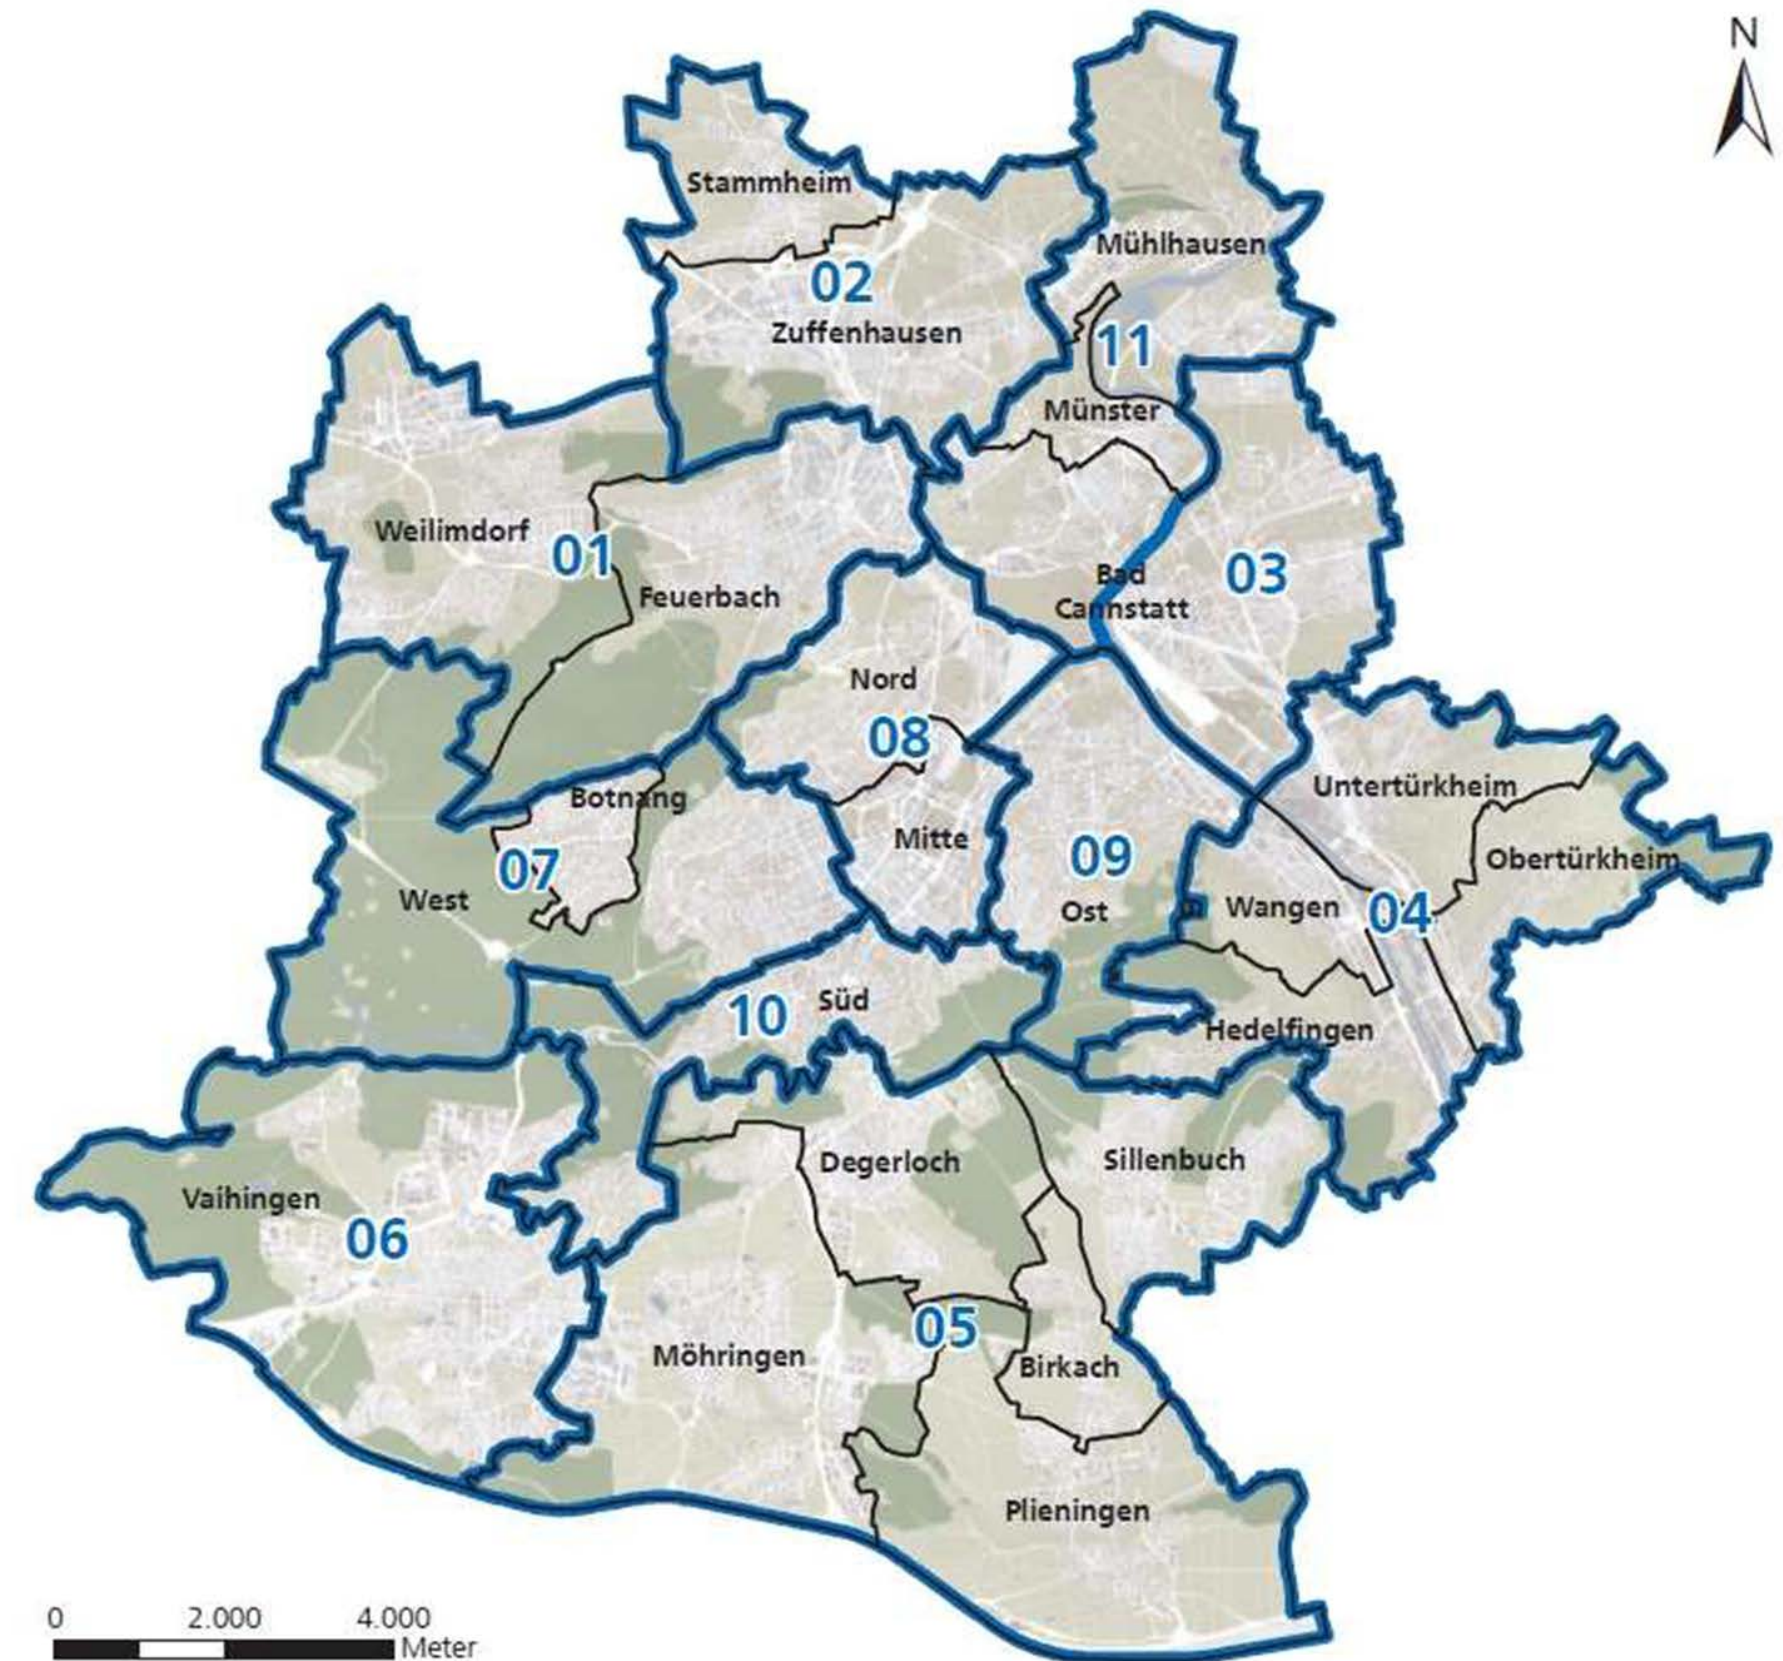 N
Stammheim
Mühlhausen
02
Zuffenhausen
11
Münster
Weilimdorf
01
Feuerbach
Bad
Cannstatt
03
Nord
08
Botnang
Untertürkheim
Mitte
07
09
Obertürkheim
West
Ost
Wangen
04
10
Süd
Hedelfingen
Degerloch
Sillenbuch
Vaihingen
06
05
Möhringen
Birkach
Plieningen
0 2.000 4.000
Meter